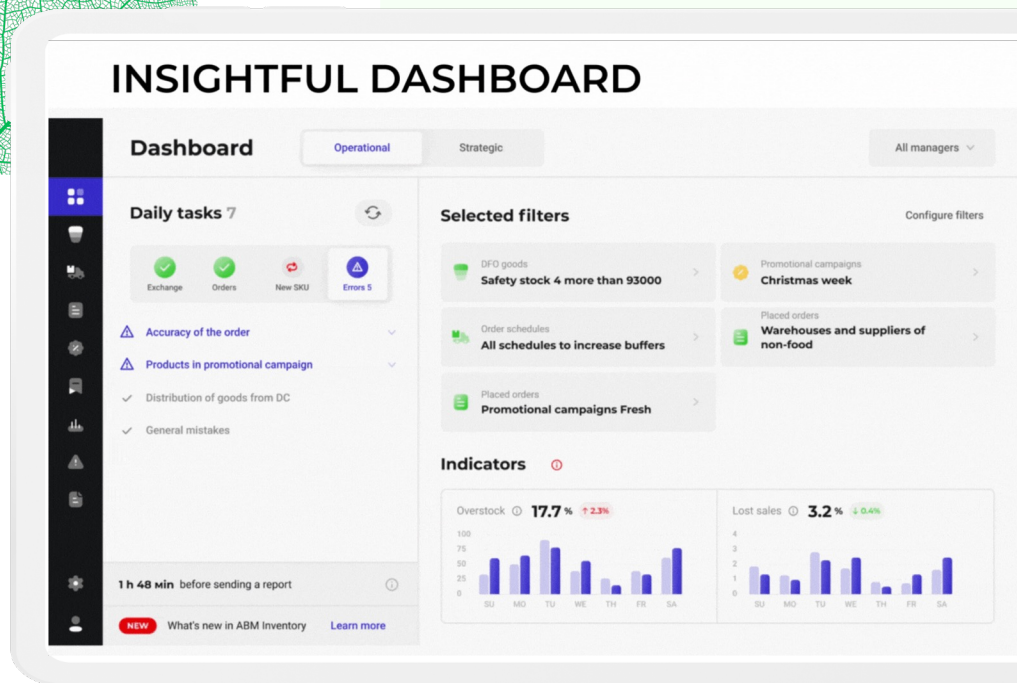 INSIGHTFUL DASHBOARD
Dashboard
Operational
Strategic
All managers
Daily tasks 7
Exchange
Orders
New SKU
Errors 5
Accuracy of the order
Products in promotional campaign
Distribution of goods from DC
General mistakes
1 h 48 мин before sending a report
NEW What's new in ABM Inventory Learn more
Selected filters
Configure filters
DFO goods
Safety stock 4 more than 93000
Promotional campaigns
Christmas week
Order schedules
All schedules to increase buffers
Placed orders
Warehouses and suppliers of
non-food
Placed orders
Promotional campaigns Fresh
Indicators
Overstock 17.7 % ↑ 2.3%
100
75
50
25
0
SU MO TU WE TH FR SA
Lost sales 3.2 % ↓ 0.4%
4
3
2
1
0
SU MO TU WE TH FR SA